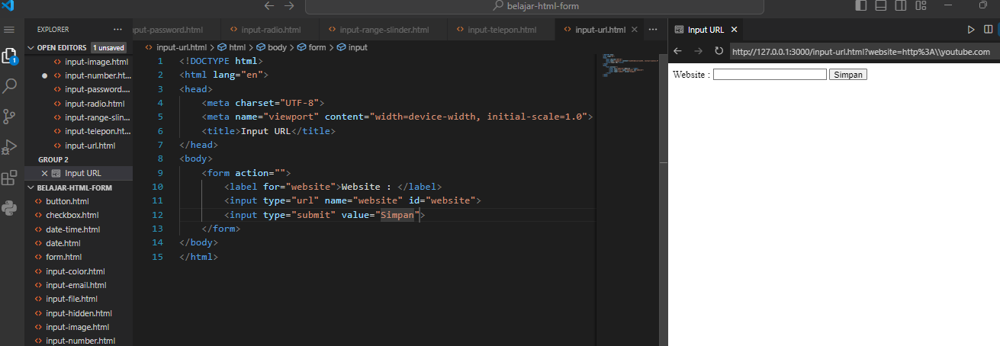 belajar-html-form
EXPLORER
OPEN EDITORS 1 unsaved
input-image.html
input-number.ht...
input-password....
input-radio.html
input-range-slin...
input-telepon.ht...
input-url.html
GROUP 2
Input URL
BELAJAR-HTML-FORM
button.html
checkbox.html
date-time.html
date.html
form.html
input-color.html
input-email.html
input-file.html
input-hidden.html
input-image.html
input-number.html
nput-password.html
input-radio.html
input-range-slinder.html
input-telepon.html
input-url.html
input-url.html > html > body > form > input
1 <!DOCTYPE html>
2 <html lang="en">
3 <head>
4 <meta charset="UTF-8">
5 <meta name="viewport" content="width=device-width, initial-scale=1.0">
6 <title>Input URL</title>
7 </head>
8 <body>
9 <form action="">
10 <label for="website">Website : </label>
11 <input type="url" name="website" id="website">
12 <input type="submit" value="Simpan">
13 </form>
14 </body>
15 </html>
Input URL
http://127.0.0.1:3000/input-url.html?website=http%3A\\youtube.com
Website : Simpan
1